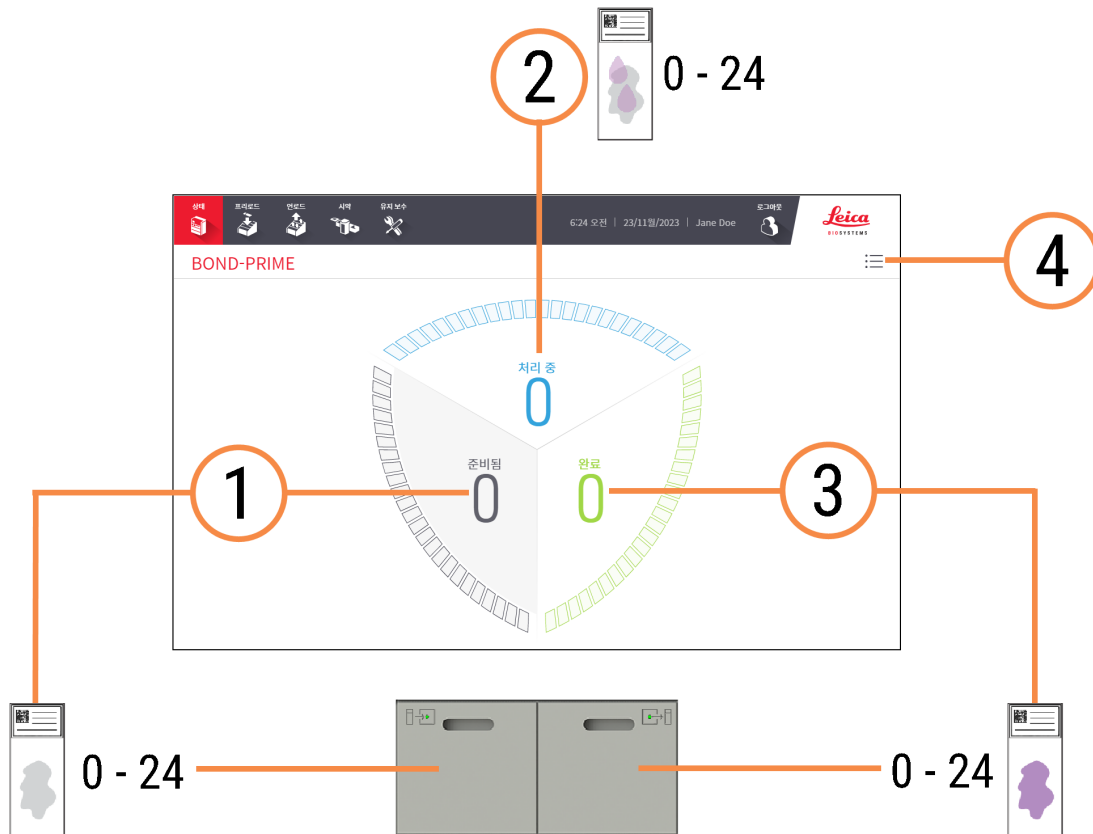 2
0 - 24
상태
프리로드
언로드
시약
유지 보수
6:24 오전 | 23/11월/2023 | Jane Doe
로그아웃
Leica
BIOSYSTEMS
BOND-PRIME
4
처리 중
0
1
준비됨
0
완료
0
3
0 - 24
0 - 24